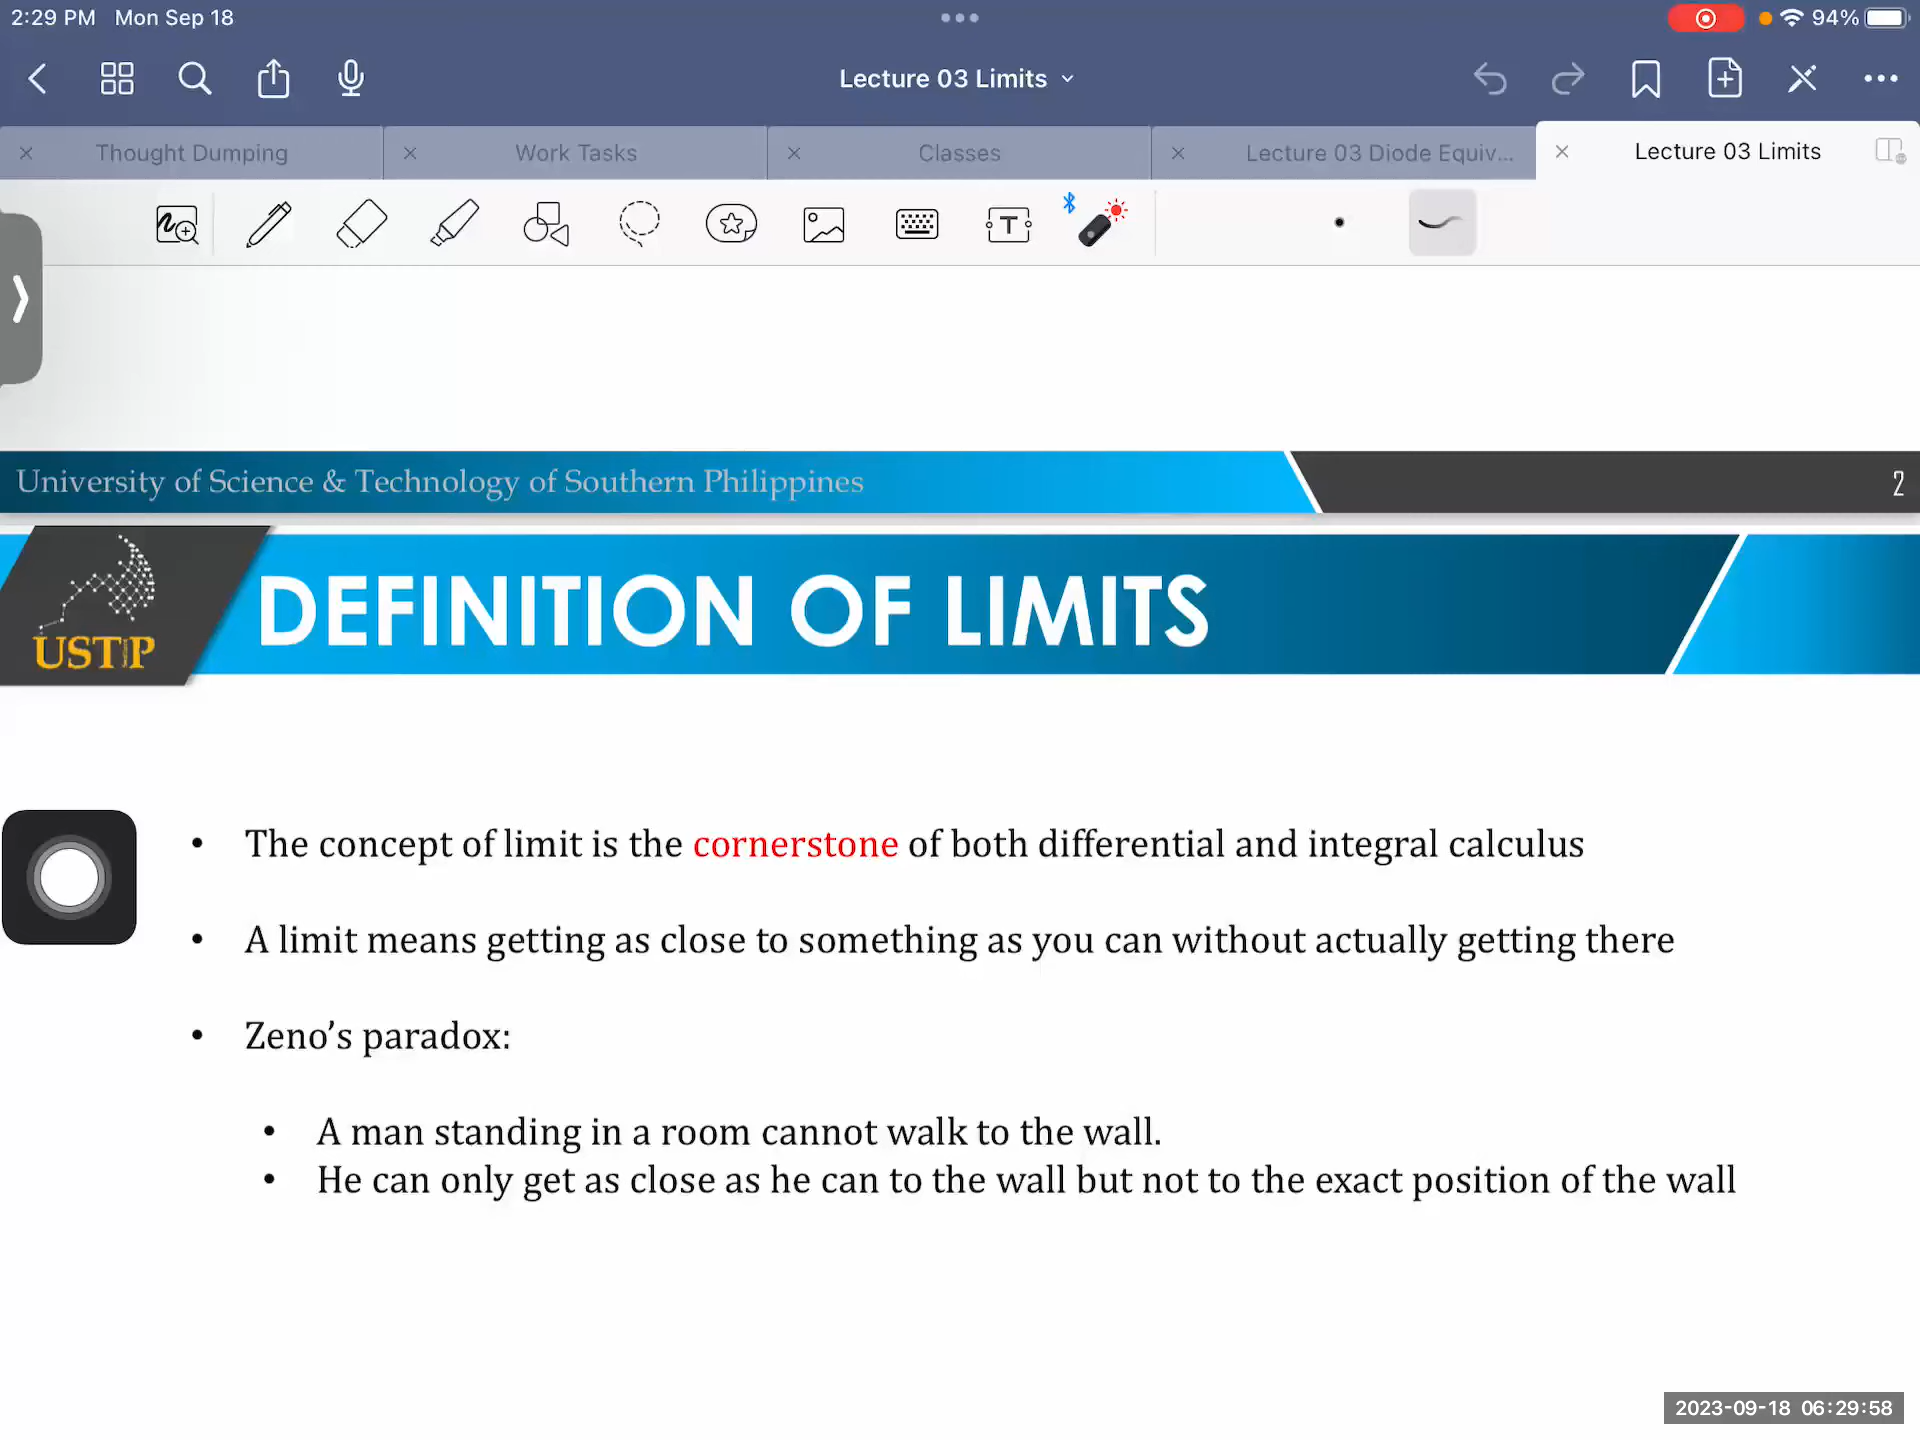 2:29 PM Mon Sep 18
94%
Lecture 03 Limits
Thought Dumping
Work Tasks
Classes
Lecture 03 Diode Equiv...
Lecture 03 Limits
T
University of Science & Technology of Southern Philippines
2
USTP
DEFINITION OF LIMITS
• The concept of limit is the cornerstone of both differential and integral calculus
• A limit means getting as close to something as you can without actually getting there
• Zeno’s paradox:
• A man standing in a room cannot walk to the wall.
• He can only get as close as he can to the wall but not to the exact position of the wall
2023-09-18 06:29:58